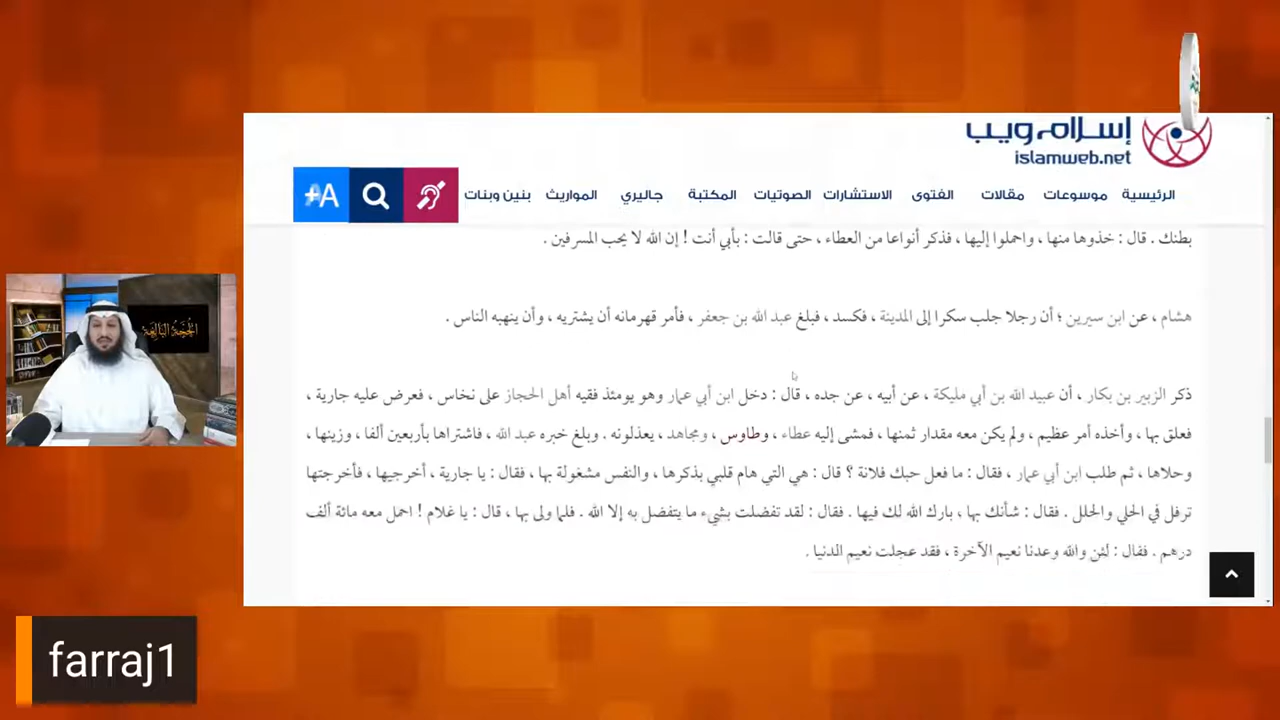 إسلام ويب
islamweb.net
الرئيسية موسوعات مقالات الفتوى الاستشارات الصوتيات المكتبة جاليري المواريث بنين وبنات
+A
بطنك . قال : خذوها منها ، واحملوا إليها ، فذكر أنواعا من العطاء ، حتى قالت : بأبي أنت ! إن الله لا يحب المسرفين .
هشام ، عن ابن سيرين ؛ أن رجلا جلب سكرا إلى المدينة ، فكسد ، فبلغ عبد الله بن جعفر ، فأمر قهرمانه أن يشتريه ، وأن ينهبه الناس .
ذكر الزبير بن بكار ، أن عبيد الله بن أبي مليكة ، عن أبيه ، عن جده ، قال : دخل ابن أبي عمار وهو يومئذ فقيه أهل الحجاز على نخاس ، فعرض عليه جارية ،
فعلق بها ، وأخذه أمر عظيم ، ولم يكن معه مقدار ثمنها ، فمشى إليه عطاء ، وطاوس ، ومجاهد ، يعذلونه . وبلغ خبره عبد الله ، فاشتراها بأربعين ألفا ، وزينها ،
وحلاها ، ثم طلب ابن أبي عمار ، فقال : ما فعل حبك فلانة ؟ قال : هي التي هام قلبي بذكرها ، والنفس مشغولة بها ، فقال : يا جارية ، أخرجيها ، فأخرجتها
ترفل في الحلي والحلل . فقال : شأنك بها ، بارك الله لك فيها . فقال : لقد تفضلت بشيء ما يتفضل به إلا الله . فلما ولى بها ، قال : يا غلام ! احمل معه مائة ألف
درهم . فقال : لئن والله وعدنا نعيم الآخرة ، فقد عجلت نعيم الدنيا .
الحجة البالغة
farraj1